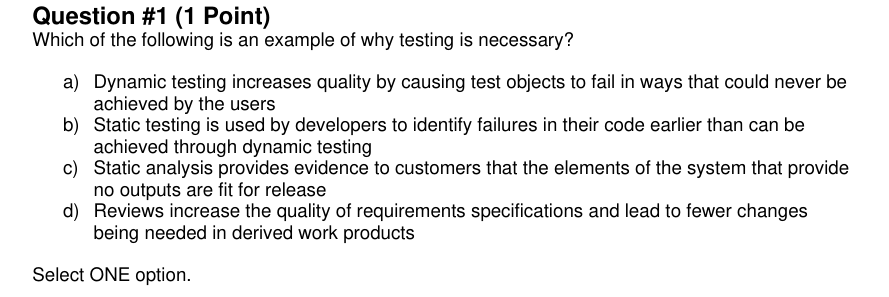 Question #1 (1 Point)
Which of the following is an example of why testing is necessary?
a) Dynamic testing increases quality by causing test objects to fail in ways that could never be
achieved by the users
b) Static testing is used by developers to identify failures in their code earlier than can be
achieved through dynamic testing
c) Static analysis provides evidence to customers that the elements of the system that provide
no outputs are fit for release
d) Reviews increase the quality of requirements specifications and lead to fewer changes
being needed in derived work products
Select ONE option.